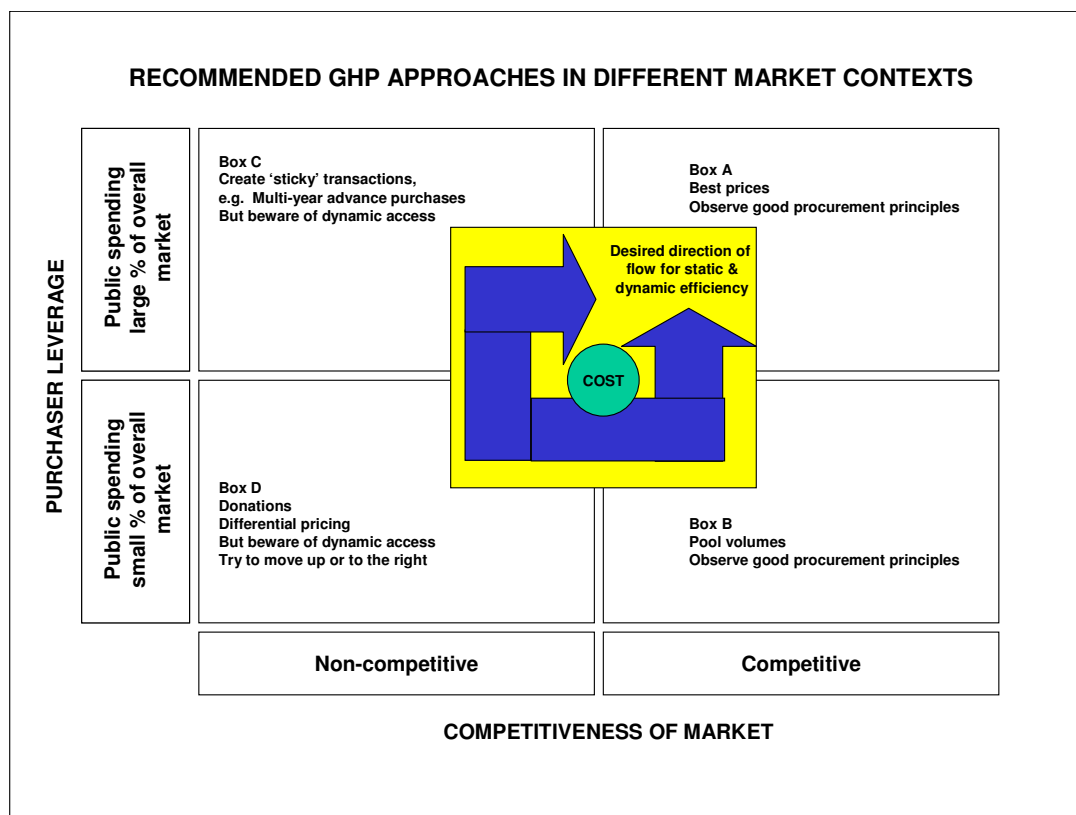 RECOMMENDED GHP APPROACHES IN DIFFERENT MARKET CONTEXTS
PURCHASER LEVERAGE
Public spending
large % of overall
market
Box C
Create ‘sticky’ transactions,
e.g.  Multi-year advance purchases
But beware of dynamic access
Box A
Best prices
Observe good procurement principles
Desired direction of
flow for static &
dynamic efficiency
COST
Public spending
small % of overall
market
Box D
Donations
Differential pricing
But beware of dynamic access
Try to move up or to the right
Box B
Pool volumes
Observe good procurement principles
Non-competitive
Competitive
COMPETITIVENESS OF MARKET